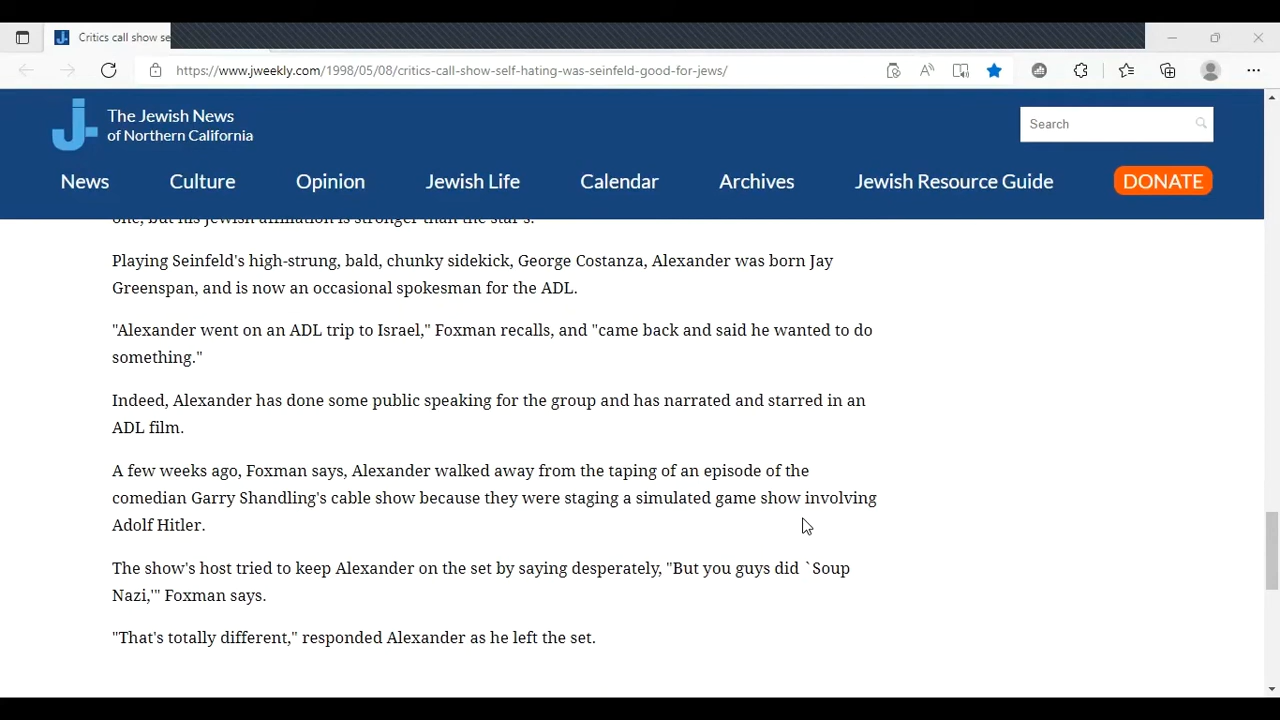 Critics call show se
https://www.jweekly.com/1998/05/08/critics-call-show-self-hating-was-seinfeld-good-for-jews/
The Jewish News
of Northern California
Search
News Culture Opinion Jewish Life Calendar Archives Jewish Resource Guide DONATE
one, but his Jewish affiliation is stronger than the star's.
Playing Seinfeld's high-strung, bald, chunky sidekick, George Costanza, Alexander was born Jay
Greenspan, and is now an occasional spokesman for the ADL.
"Alexander went on an ADL trip to Israel," Foxman recalls, and "came back and said he wanted to do
something."
Indeed, Alexander has done some public speaking for the group and has narrated and starred in an
ADL film.
A few weeks ago, Foxman says, Alexander walked away from the taping of an episode of the
comedian Garry Shandling's cable show because they were staging a simulated game show involving
Adolf Hitler.
The show's host tried to keep Alexander on the set by saying desperately, "But you guys did `Soup
Nazi,'" Foxman says.
"That's totally different," responded Alexander as he left the set.